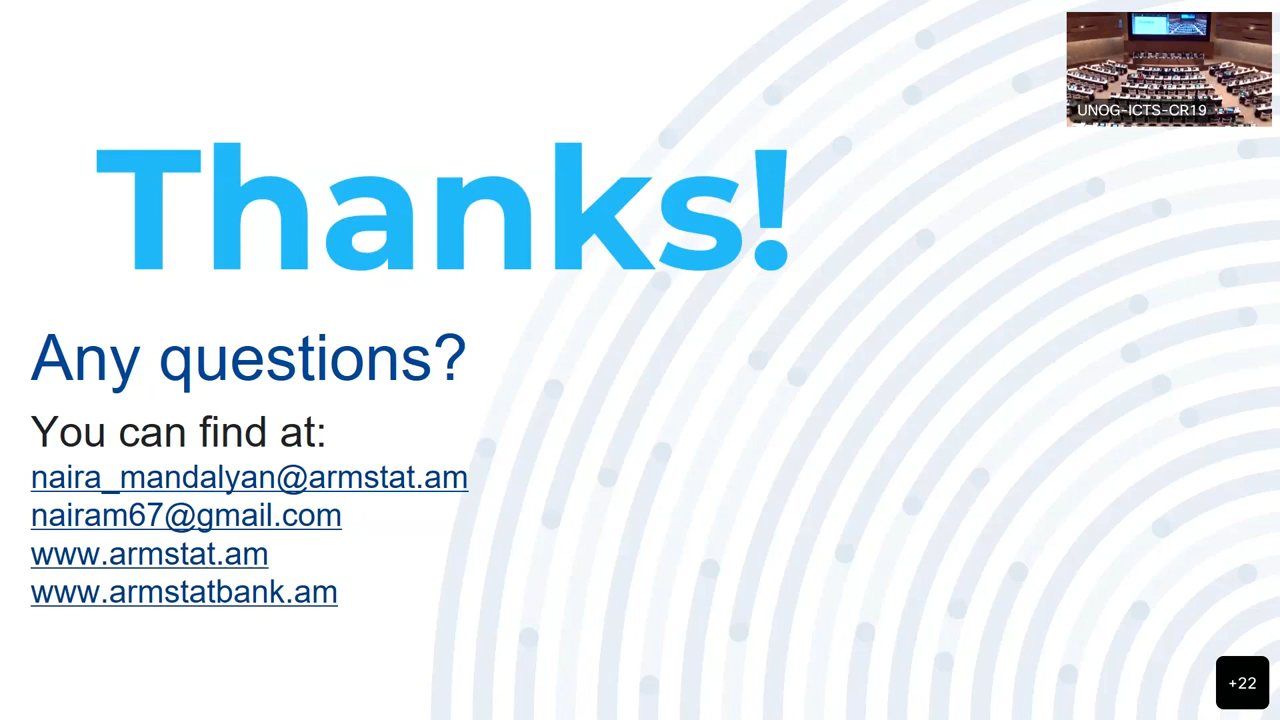 UNOG-ICTS-CR19
Thanks!
Any questions?
You can find at:
naira_mandalyan@armstat.am
nairam67@gmail.com
www.armstat.am
www.armstatbank.am
+22